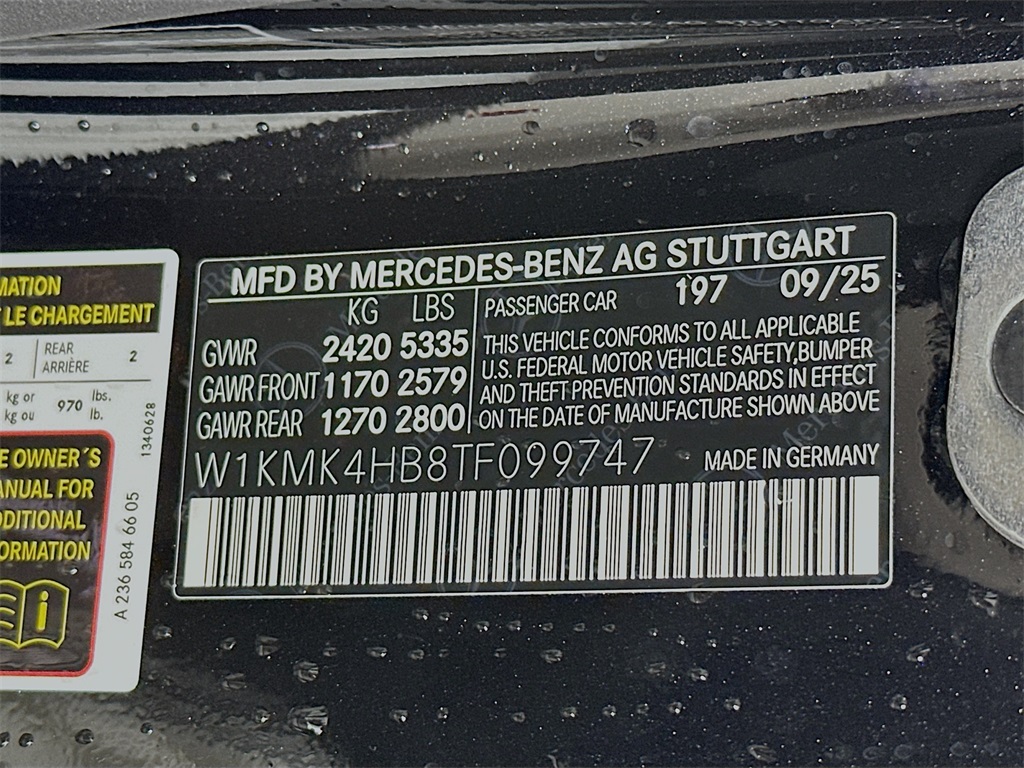 MATION
T LE CHARGEMENT
2 REAR ARRIÈRE 2
kg or kg ou 970 lbs. lb.
E OWNER´S
ANUAL FOR
DDITIONAL
FORMATION
i
1340628
A 236 584 66 05
MFD BY MERCEDES-BENZ AG STUTTGART
KG LBS
GVWR 2420 5335
GAWR FRONT 1170 2579
GAWR REAR 1270 2800
PASSENGER CAR 197 09/25
THIS VEHICLE CONFORMS TO ALL APPLICABLE
U.S. FEDERAL MOTOR VEHICLE SAFETY,BUMPER
AND THEFT PREVENTION STANDARDS IN EFFECT
ON THE DATE OF MANUFACTURE SHOWN ABOVE
W1KMK4HB8TF099747 MADE IN GERMANY